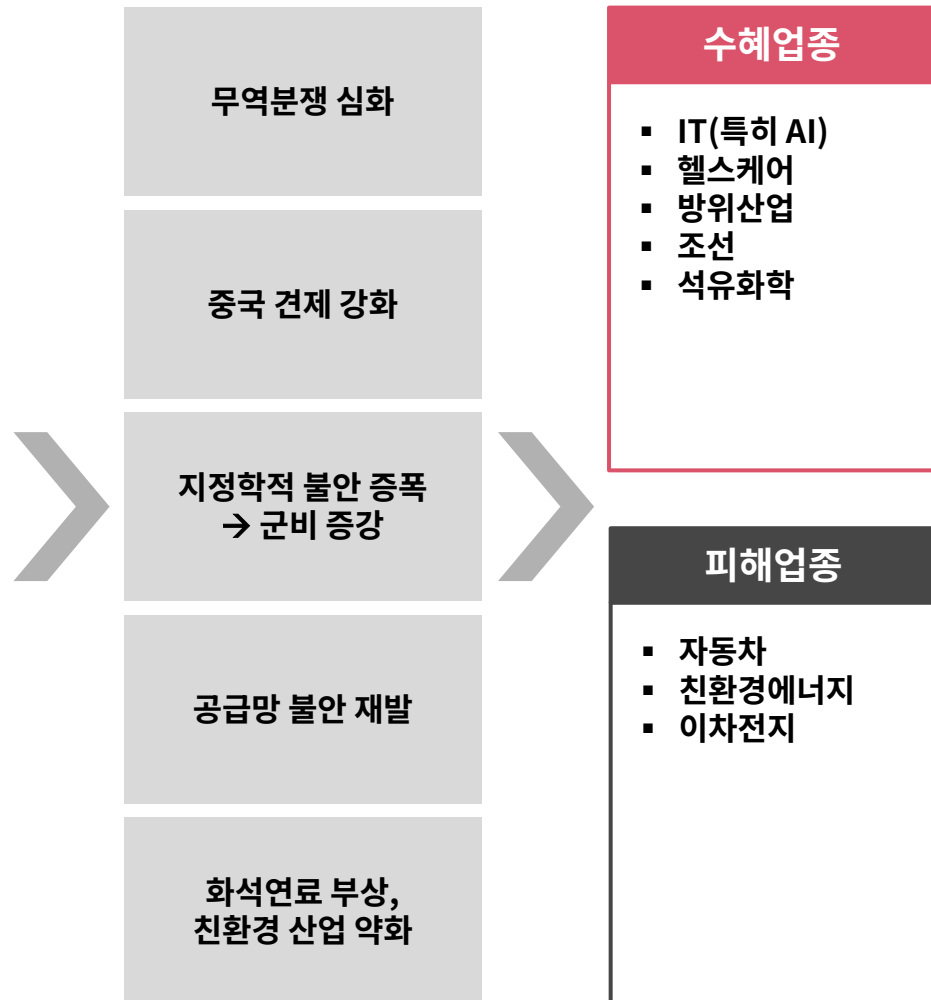 무역분쟁 심화
중국 견제 강화
지정학적 불안 증폭
→ 군비 증강
공급망 불안 재발
화석연료 부상,
친환경 산업 약화
수혜업종
▪ IT(특히 AI)
▪ 헬스케어
▪ 방위산업
▪ 조선
▪ 석유화학
피해업종
▪ 자동차
▪ 친환경에너지
▪ 이차전지